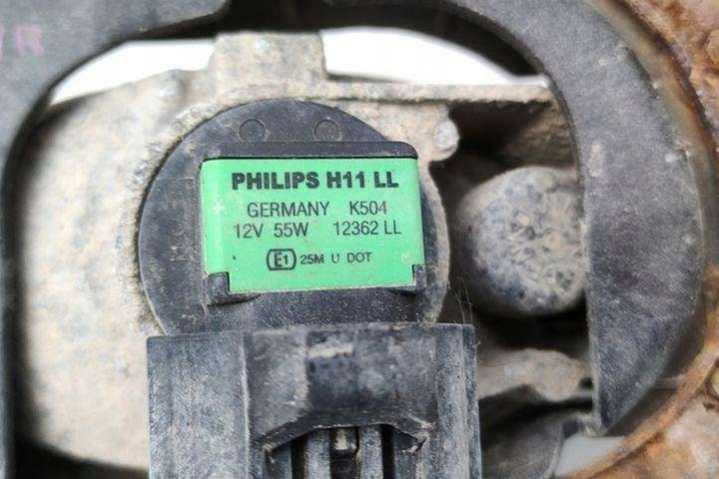 PHILIPS H11 LL
GERMANY K504
12V 55W 12362 LL
E1 25M U DOT